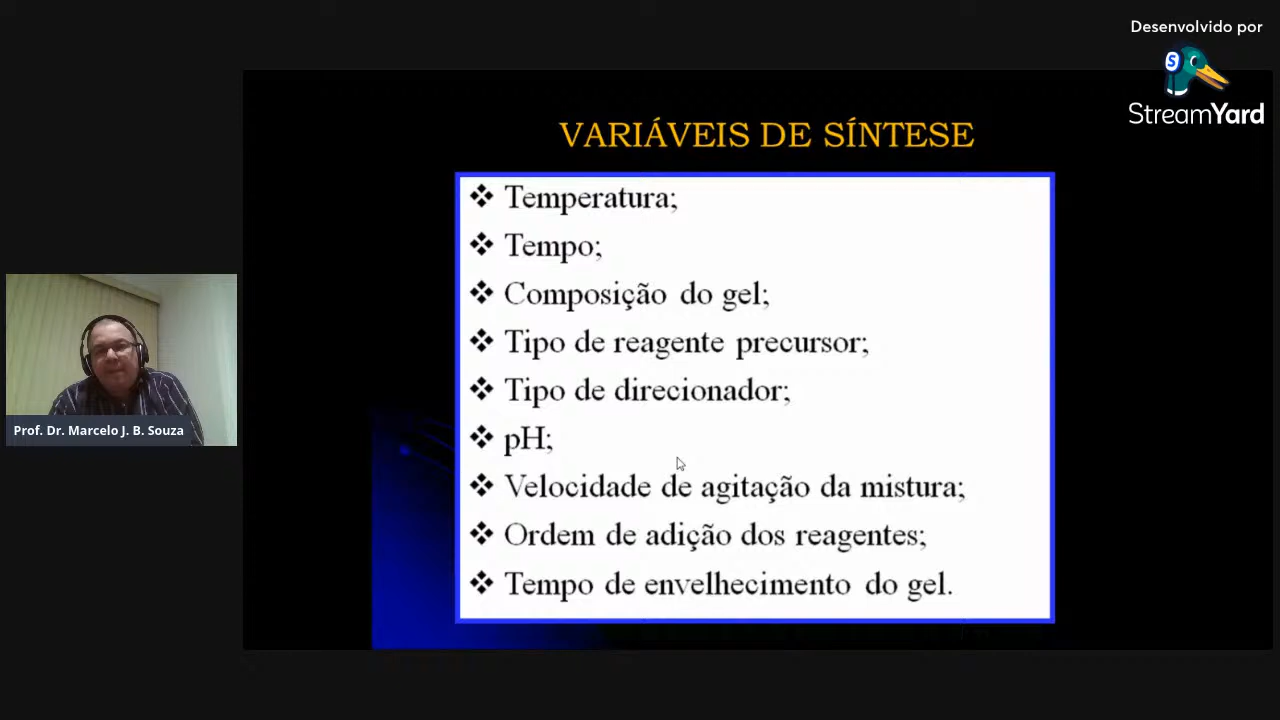 Desenvolvido por
StreamYard
VARIÁVEIS DE SÍNTESE
❖ Temperatura;
❖ Tempo;
❖ Composição do gel;
❖ Tipo de reagente precursor;
❖ Tipo de direcionador;
❖ pH;
❖ Velocidade de agitação da mistura;
❖ Ordem de adição dos reagentes;
❖ Tempo de envelhecimento do gel.
Prof. Dr. Marcelo J. B. Souza